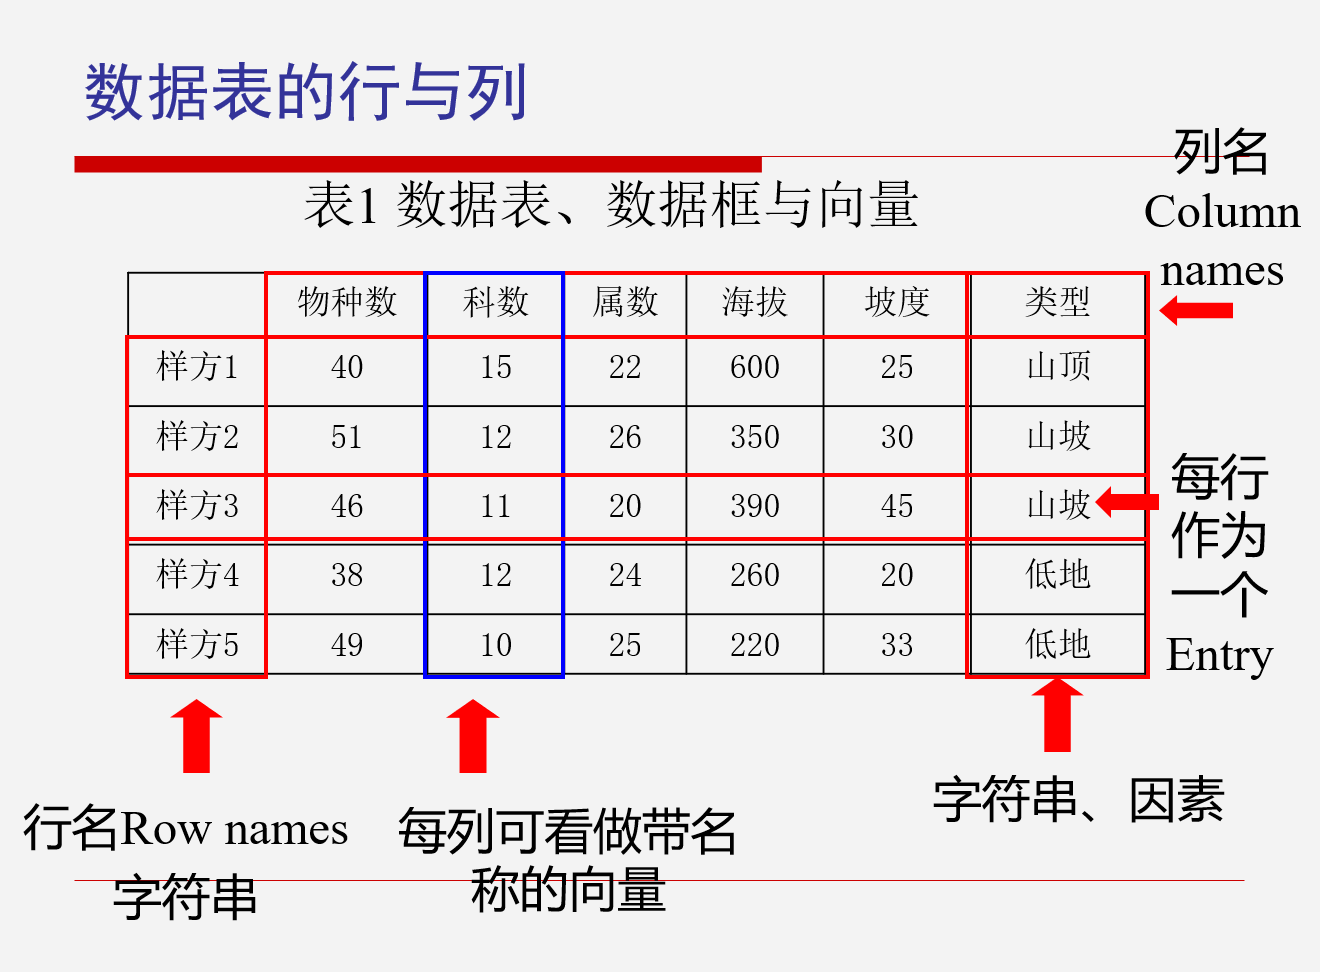 数据表的行与列
列名
Column
names
表1 数据表、数据框与向量
物种数 科数 属数 海拔 坡度 类型
样方1 40 15 22 600 25 山顶
样方2 51 12 26 350 30 山坡
样方3 46 11 20 390 45 山坡
样方4 38 12 24 260 20 低地
样方5 49 10 25 220 33 低地
每行
作为
一个
Entry
行名Row names
字符串
每列可看做带名
称的向量
字符串、因素